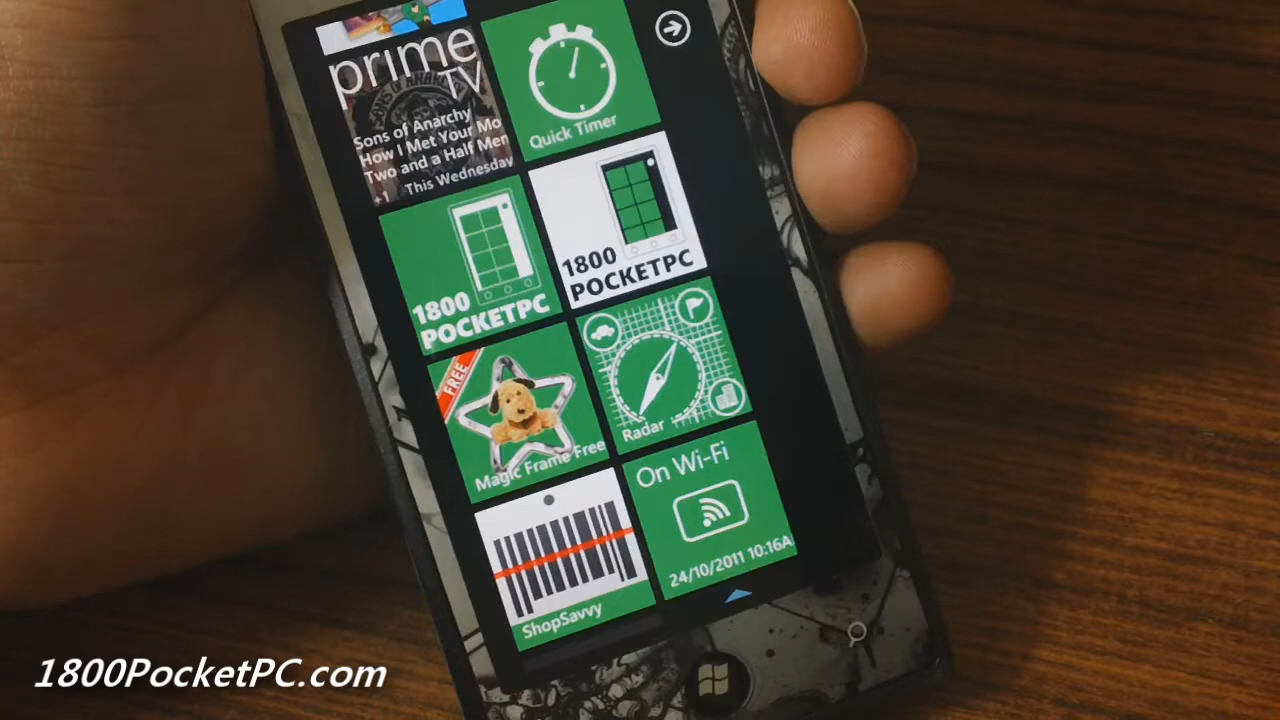 prime
TV
Sons of Anarchy
How I Met Your Mo
Two and a Half Men
+1 This Wednesday
Quick Timer
1800
POCKETPC
1800
POCKETPC
FREE
Magic Frame Free
Radar
ShopSavvy
On Wi-Fi
24/10/2011 10:16A
1800PocketPC.com